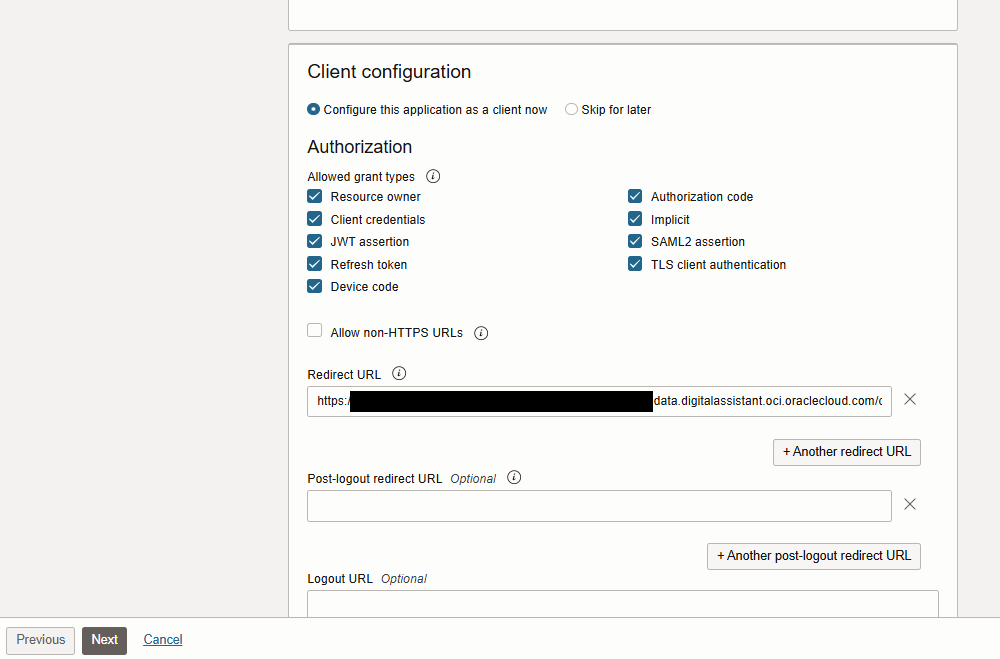 Client configuration
Configure this application as a client now Skip for later
Authorization
Allowed grant types
Resource owner Authorization code
Client credentials Implicit
JWT assertion SAML2 assertion
Refresh token TLS client authentication
Device code
Allow non-HTTPS URLs
Redirect URL
https:/ data.digitalassistant.oci.oraclecloud.com/c
+ Another redirect URL
Post-logout redirect URL Optional
+ Another post-logout redirect URL
Logout URL Optional
Previous Next Cancel